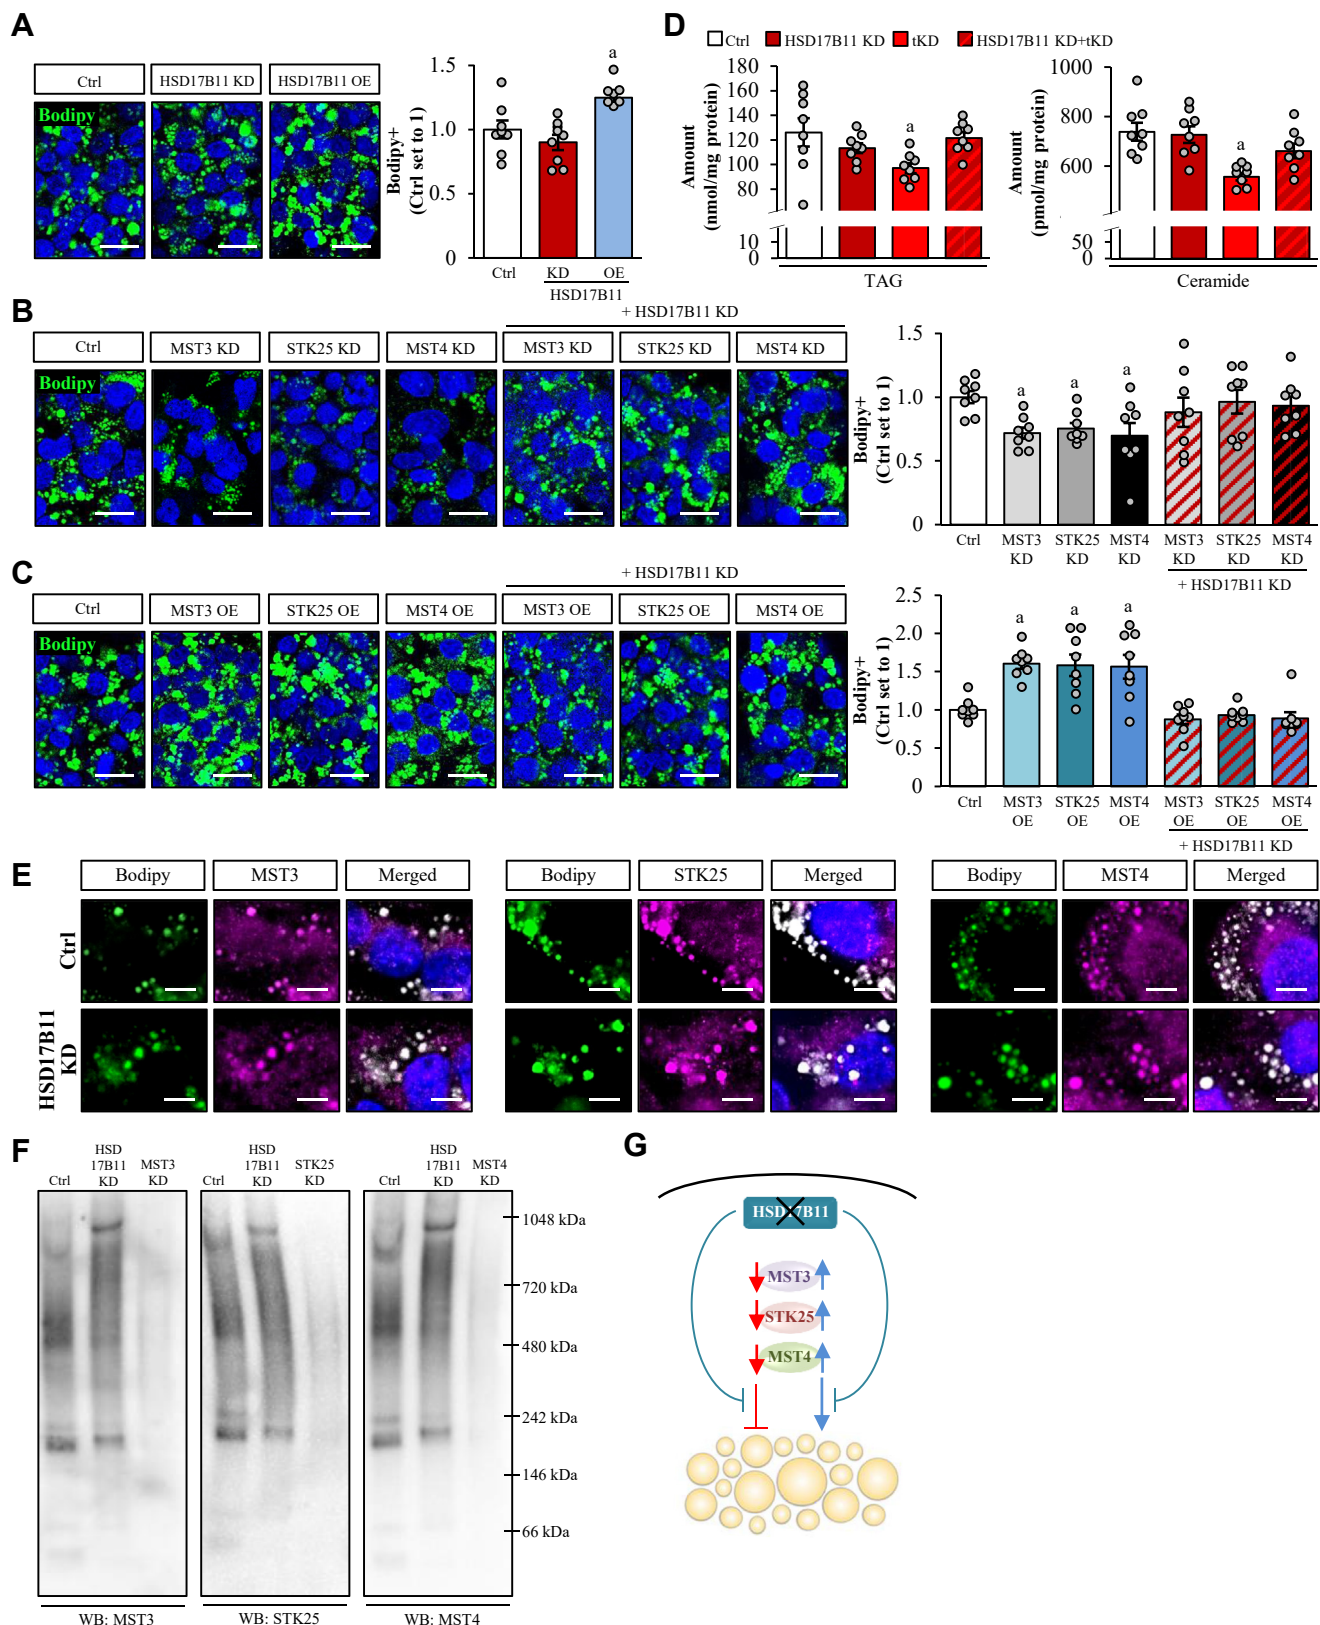 A
Ctrl
HSD17B11 KD
HSD17B11 OE
Bodipy
Bodipy+
(Ctrl set to 1)
1.5
1.0
0.5
0
a
Ctrl
KD
OE
HSD17B11
D
Ctrl
HSD17B11 KD
tKD
HSD17B11 KD+tKD
Amount
(nmol/mg protein)
180
160
140
120
100
80
10
0
a
TAG
Amount
(pmol/mg protein)
1000
800
600
50
0
a
Ceramide
B
+ HSD17B11 KD
Ctrl
MST3 KD
STK25 KD
MST4 KD
MST3 KD
STK25 KD
MST4 KD
Bodipy
Bodipy+
(Ctrl set to 1)
1.5
1.0
0.5
0
a
a
a
Ctrl
MST3
KD
STK25
KD
MST4
KD
MST3
KD
STK25
KD
MST4
KD
+ HSD17B11 KD
C
+ HSD17B11 KD
Ctrl
MST3 OE
STK25 OE
MST4 OE
MST3 OE
STK25 OE
MST4 OE
Bodipy
Bodipy+
(Ctrl set to 1)
2.5
2.0
1.5
1.0
0.5
0
a
a
a
Ctrl
MST3
OE
STK25
OE
MST4
OE
MST3
OE
STK25
OE
MST4
OE
+ HSD17B11 KD
E
Bodipy
MST3
Merged
Bodipy
STK25
Merged
Bodipy
MST4
Merged
Ctrl
HSD17B11
KD
F
Ctrl
HSD
17B11
KD
MST3
KD
Ctrl
HSD
17B11
KD
STK25
KD
Ctrl
HSD
17B11
KD
MST4
KD
1048 kDa
720 kDa
480 kDa
242 kDa
146 kDa
66 kDa
WB: MST3
WB: STK25
WB: MST4
G
HSD17B11
MST3
STK25
MST4